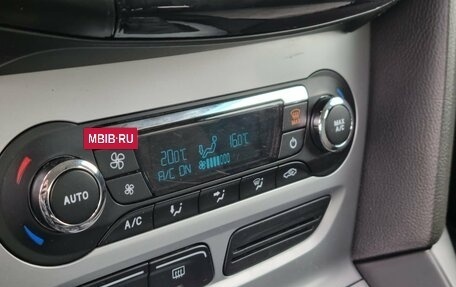 MBIB-RU
20.0°C 16.0°C
A/C ON
MAX
A/C
AUTO
A/C